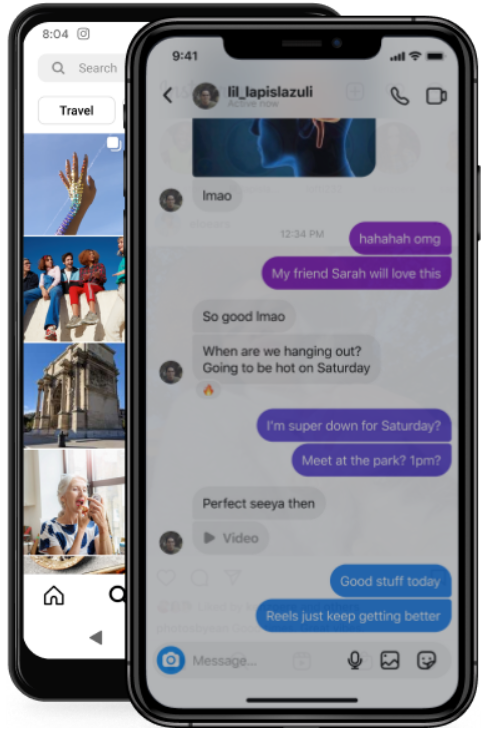 8:04
Search
Travel
9:41
lil_lapislazuli
Active now
lmao
12:34 PM
hahahah omg
My friend Sarah will love this
So good lmao
When are we hanging out?
Going to be hot on Saturday
I'm super down for Saturday?
Meet at the park? 1pm?
Perfect seeya then
Video
Good stuff today
Reels just keep getting better
Message...